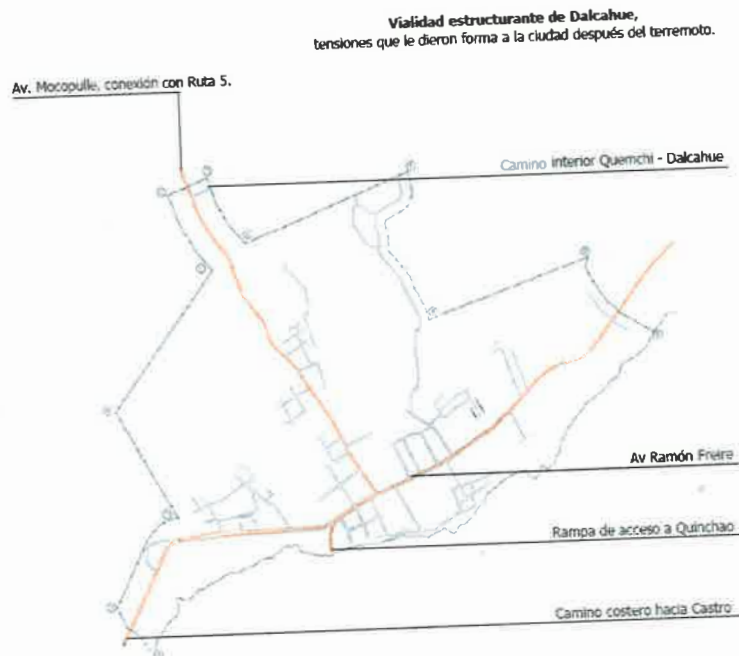 Vialidad estructurante de Dalcahue,
tensiones que le dieron forma a la ciudad después del terremoto.
Av. Mocopulle, conexión con Ruta 5.
Camino interior Quemchi - Dalcahue
Av Ramón Freire
Rampa de acceso a Quinchao
Camino costero hacia Castro